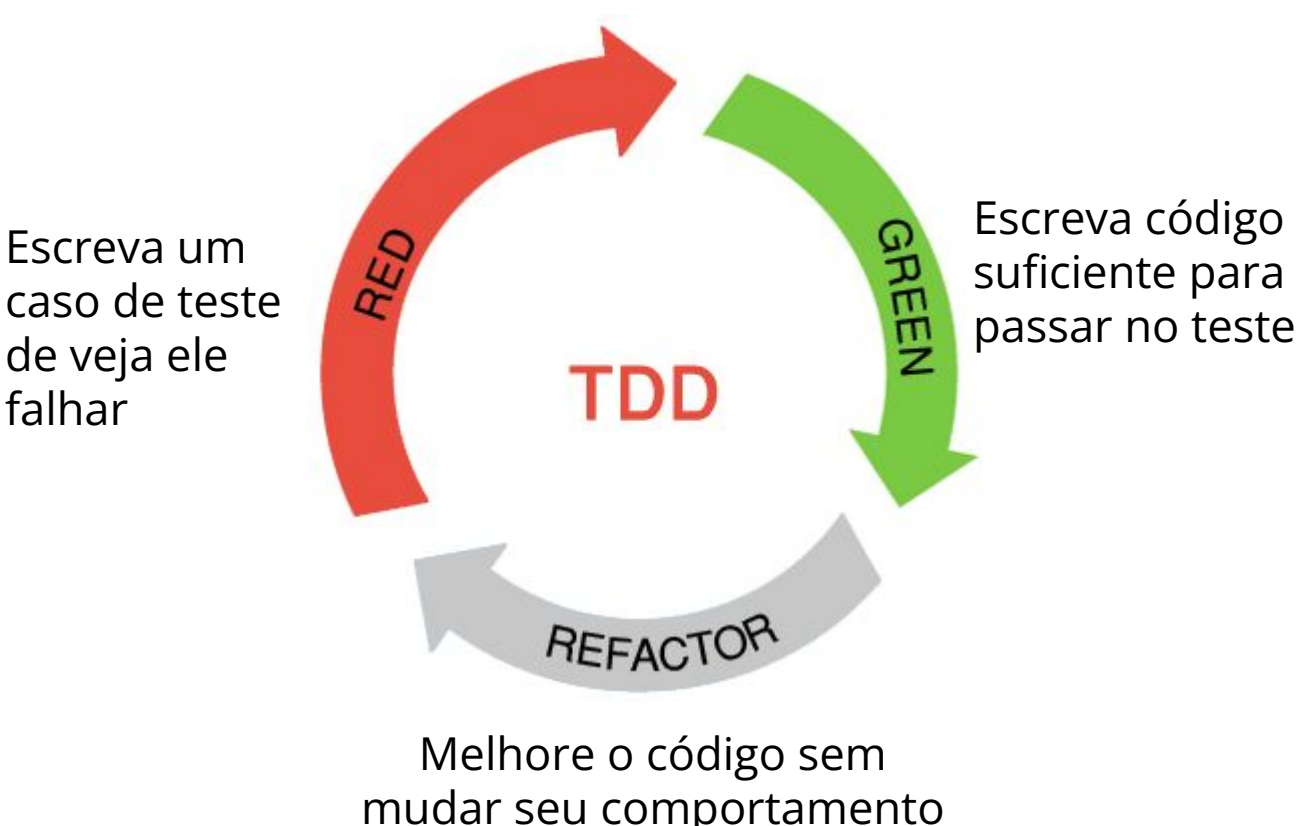 RED
Escreva um
caso de teste
de veja ele
falhar
GREEN
Escreva código
suficiente para
passar no teste
TDD
REFACTOR
Melhore o código sem
mudar seu comportamento